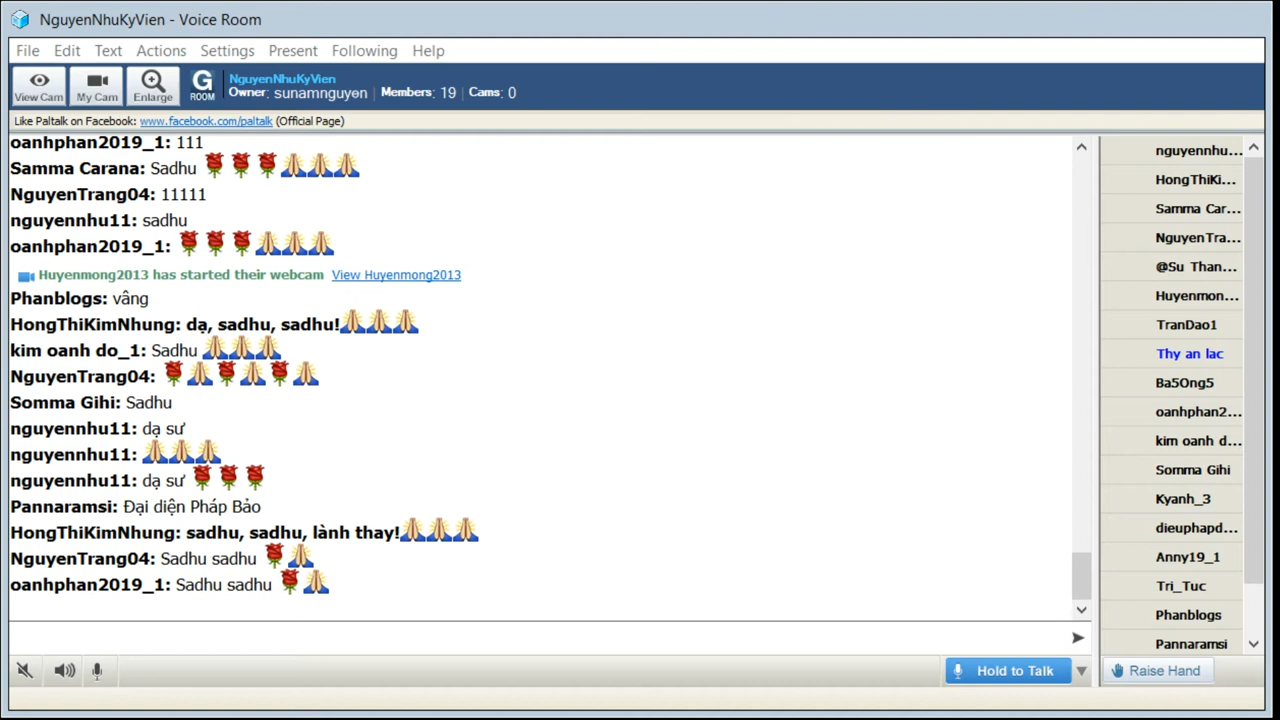 NguyenNhuKyVien - Voice Room
File Edit Text Actions Settings Present Following Help
View Cam My Cam Enlarge G ROOM
NguyenNhuKyVien
Owner: sunamnguyen | Members: 19 | Cams: 0
Like Paltalk on Facebook: www.facebook.com/paltalk (Official Page)
oanhphan2019_1: 111
Samma Carana: Sadhu 🌹🌹🌹🙏🙏🙏
NguyenTrang04: 11111
nguyennhu11: sadhu
oanhphan2019_1: 🌹🌹🌹🙏🙏🙏
Huyenmong2013 has started their webcam View Huyenmong2013
Phanblogs: vâng
HongThiKimNhung: dạ, sadhu, sadhu!🙏🙏🙏
kim oanh do_1: Sadhu 🙏🙏🙏
NguyenTrang04: 🌹🙏🌹🙏🌹🙏
Somma Gihi: Sadhu
nguyennhu11: dạ sư
nguyennhu11: 🙏🙏🙏
nguyennhu11: dạ sư 🌹🌹🌹
Pannaramsi: Đại diện Pháp Bảo
HongThiKimNhung: sadhu, sadhu, lành thay!🙏🙏🙏
NguyenTrang04: Sadhu sadhu 🌹🙏
oanhphan2019_1: Sadhu sadhu 🌹🙏
nguyennhu...
HongThiKi...
Samma Car...
NguyenTra...
@Su Than...
Huyenmon...
TranDao1
Thy an lac
Ba5Ong5
oanhphan2...
kim oanh d...
Somma Gihi
Kyanh_3
dieuphapd...
Anny19_1
Tri_Tuc
Phanblogs
Pannaramsi
Hold to Talk
Raise Hand